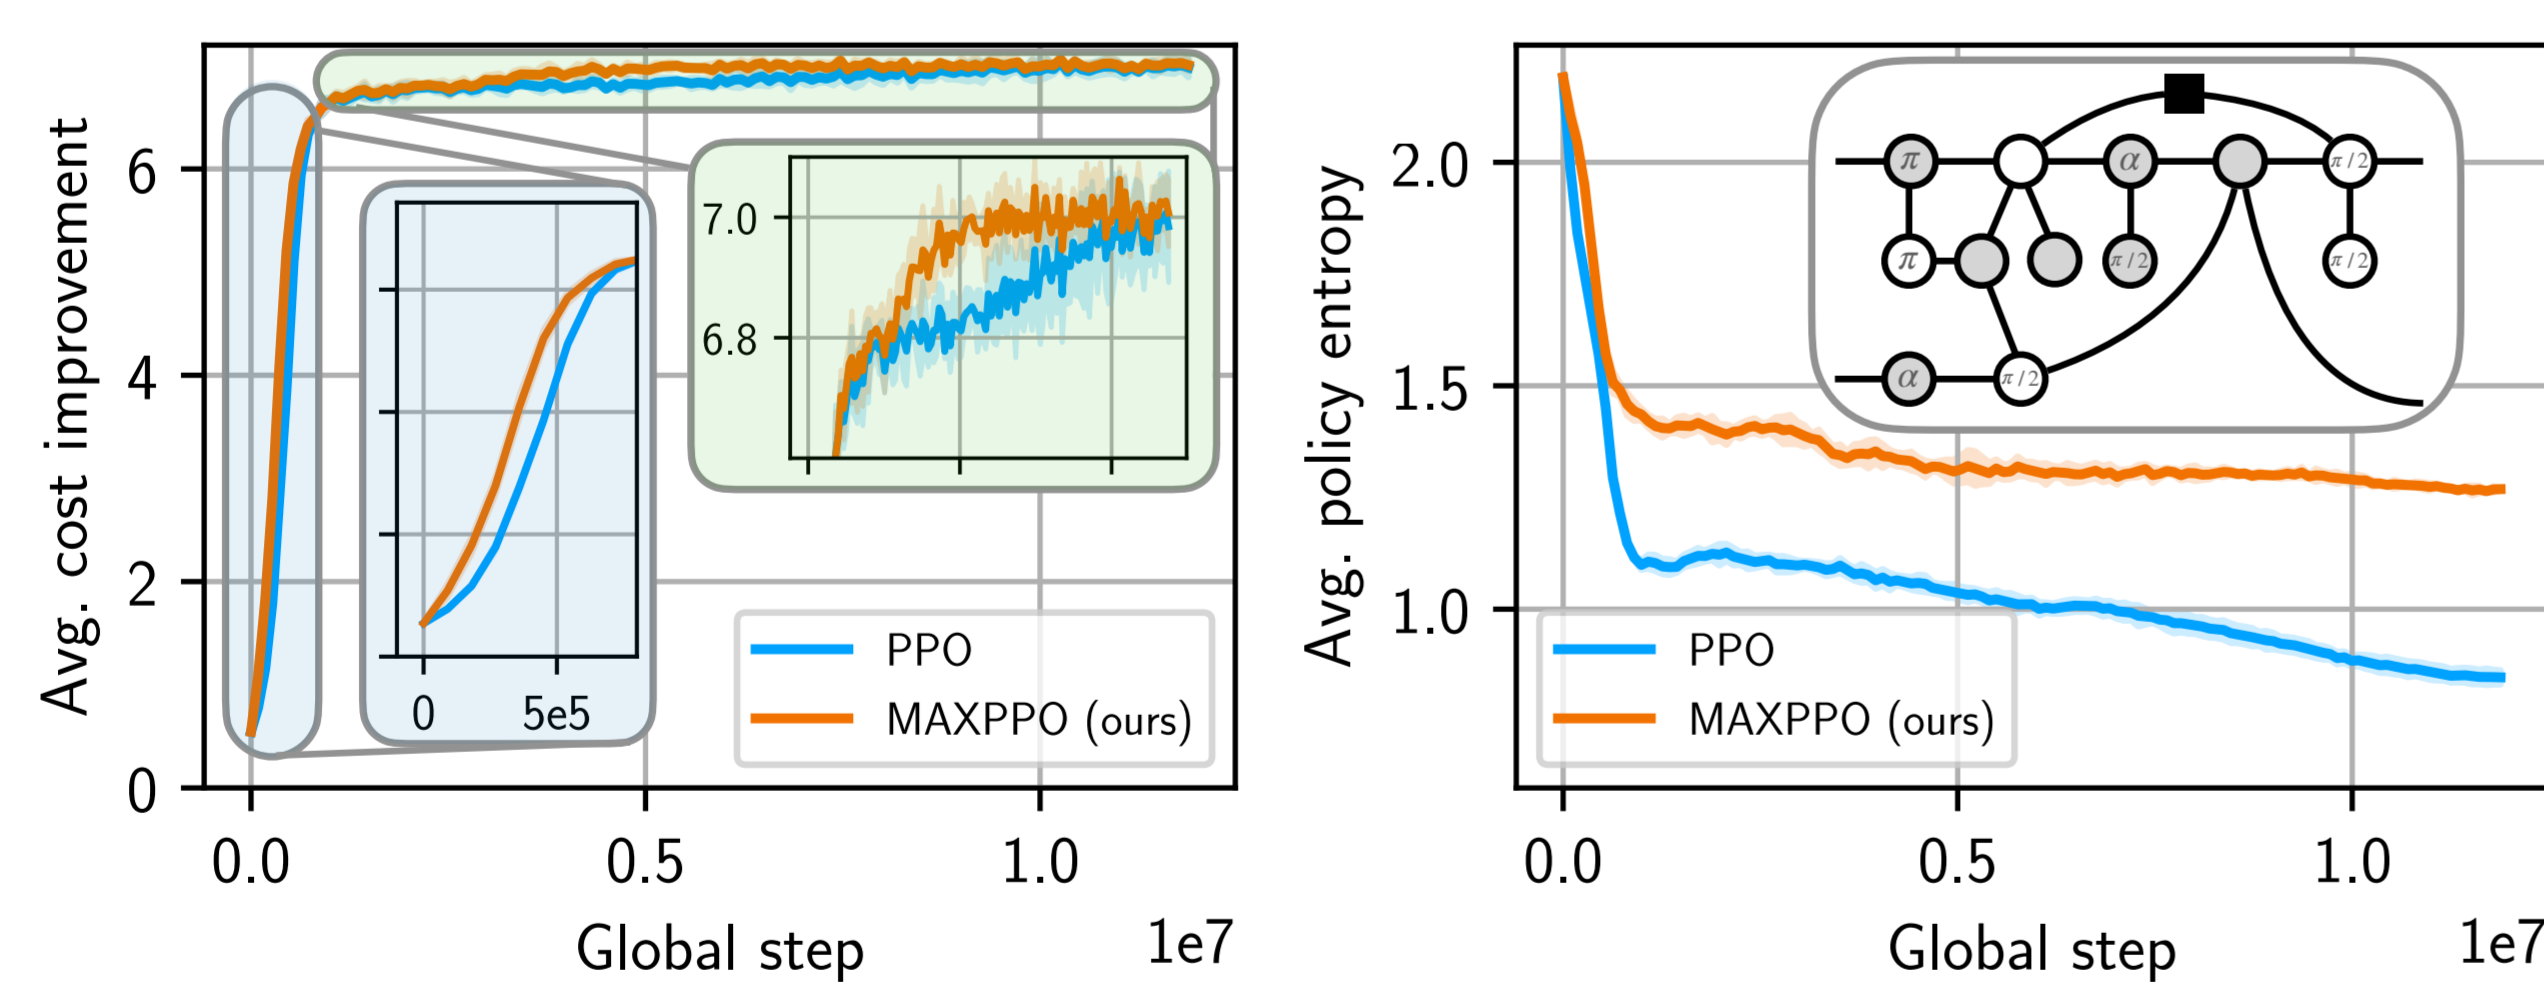 Avg. cost improvement
6
4
2
0
0.0
0.5
1.0
1e7
Global step
0
5e5
7.0
6.8
PPO
MAXPPO (ours)
Avg. policy entropy
2.0
1.5
1.0
0.0
0.5
1.0
1e7
Global step
PPO
MAXPPO (ours)
π
α
π/2
π
π/2
π/2
α
π/2